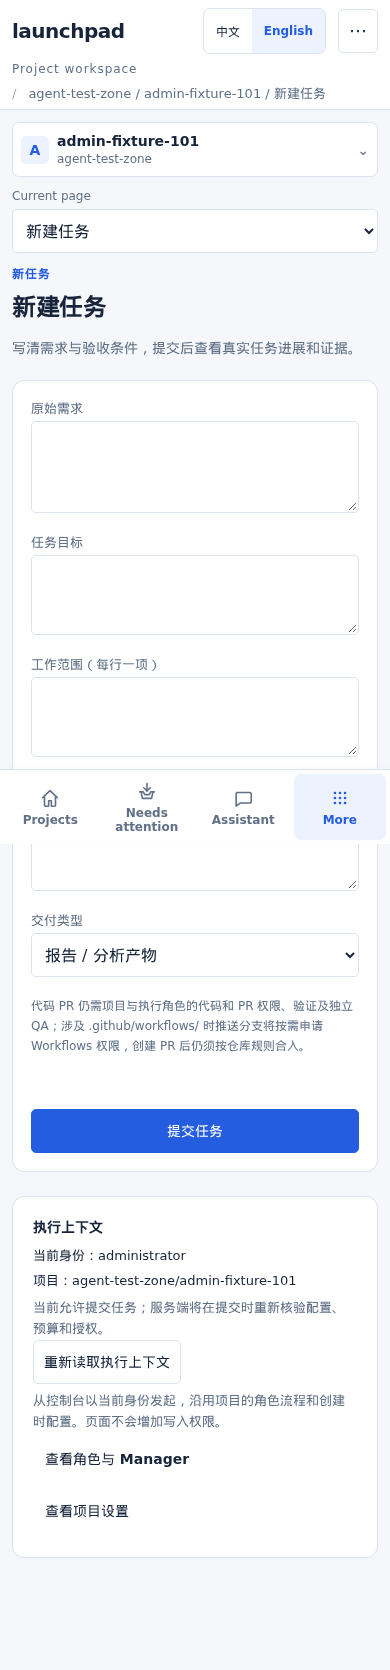 launchpad
中文
English
Project workspace
/ agent-test-zone / admin-fixture-101 / 新建任务
A
admin-fixture-101
agent-test-zone
Current page
新建任务
新任务
新建任务
写清需求与验收条件，提交后查看真实任务进展和证据。
原始需求
任务目标
工作范围（每行一项）
Projects
Needs attention
Assistant
More
交付类型
报告 / 分析产物
代码 PR 仍需项目与执行角色的代码和 PR 权限、验证及独立
QA；涉及 .github/workflows/ 时推送分支将按需申请
Workflows 权限，创建 PR 后仍须按仓库规则合入。
提交任务
执行上下文
当前身份：administrator
项目：agent-test-zone/admin-fixture-101
当前允许提交任务；服务端将在提交时重新核验配置、
预算和授权。
重新读取执行上下文
从控制台以当前身份发起，沿用项目的角色流程和创建
时配置。页面不会增加写入权限。
查看角色与 Manager
查看项目设置